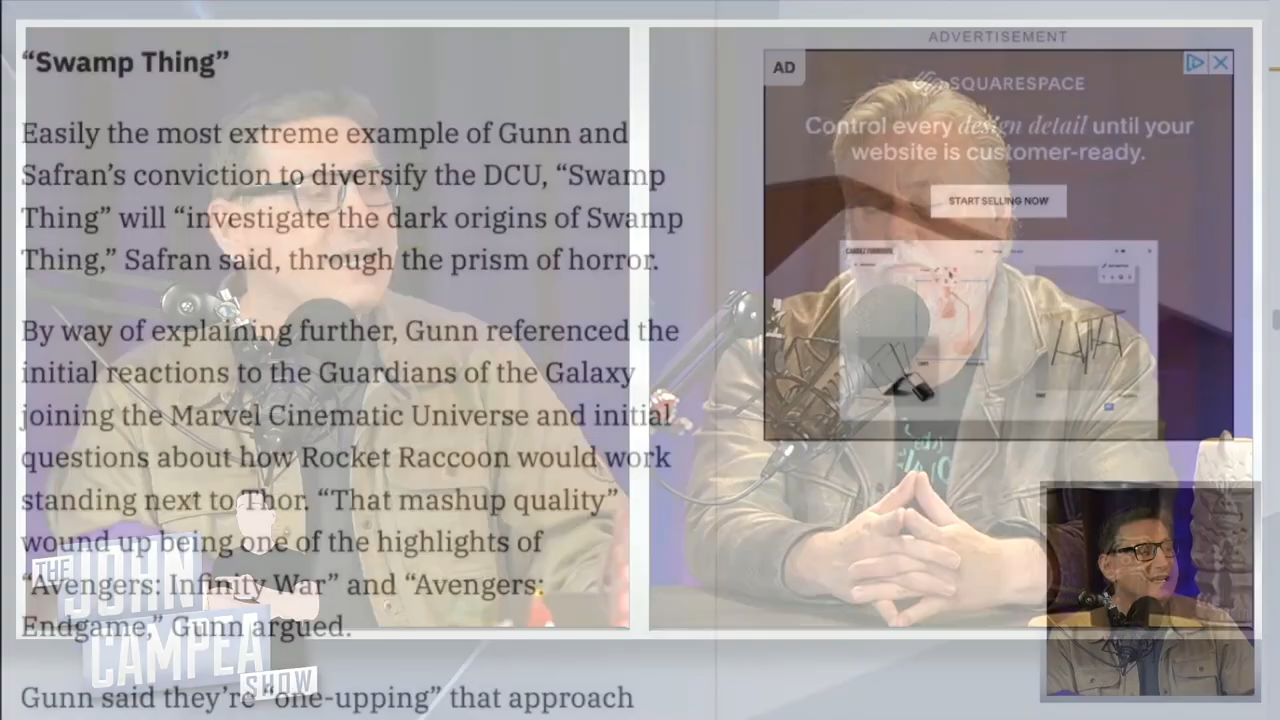 “Swamp Thing”
Easily the most extreme example of Gunn and
Safran’s conviction to diversify the DCU, “Swamp
Thing” will “investigate the dark origins of Swamp
Thing,” Safran said, through the prism of horror.
By way of explaining further, Gunn referenced the
initial reactions to the Guardians of the Galaxy
joining the Marvel Cinematic Universe and initial
questions about how Rocket Raccoon would work
standing next to Thor. “That mashup quality”
wound up being one of the highlights of
“Avengers: Infinity War” and “Avengers:
Endgame,” Gunn argued.
Gunn said they’re “one-upping” that approach
ADVERTISEMENT
AD
SQUARESPACE
Control every design detail until your
website is customer-ready.
START SELLING NOW
THE
JOHN
CAMPEA
SHOW